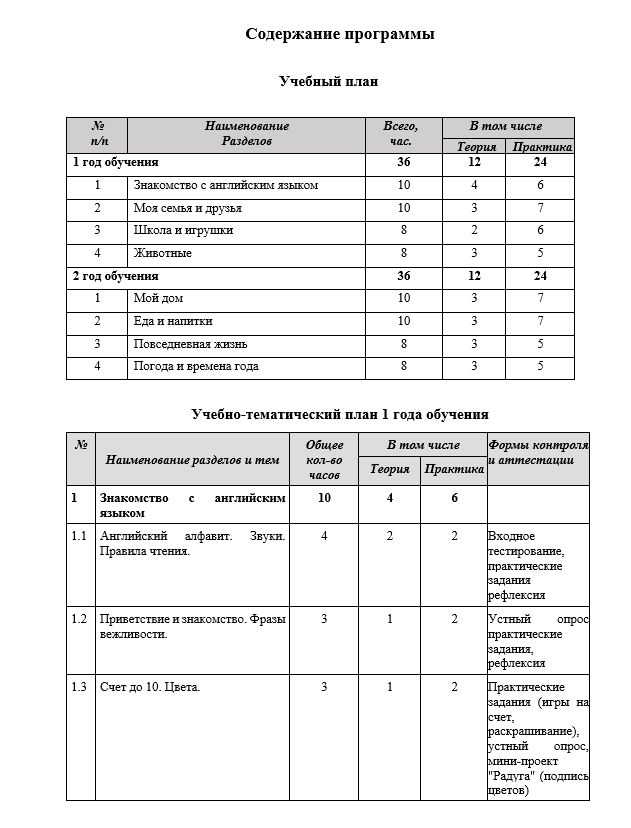 Содержание программы
Учебный план
№ Наименование Всего, В том числе
п/п Разделов час. Теория Практика
1 год обучения 36 12 24
1 Знакомство с английским языком 10 4 6
2 Моя семья и друзья 10 3 7
3 Школа и игрушки 8 2 6
4 Животные 8 3 5
2 год обучения 36 12 24
1 Мой дом 10 3 7
2 Еда и напитки 10 3 7
3 Повседневная жизнь 8 3 5
4 Погода и времена года 8 3 5
Учебно-тематический план 1 года обучения
№ Наименование разделов и тем Общее В том числе Формы контроля
кол-во и аттестации
часов Теория Практика
1 Знакомство с английским 10 4 6
языком
1.1 Английский алфавит. Звуки. 4 2 2 Входное
Правила чтения. тестирование,
практические
задания
рефлексия
1.2 Приветствие и знакомство. Фразы 3 1 2 Устный опрос
вежливости. практические
задания,
рефлексия
1.3 Счет до 10. Цвета. 3 1 2 Практические
задания (игры на
счет,
раскрашивание),
устный опрос,
мини-проект
"Радуга" (подпись
цветов)